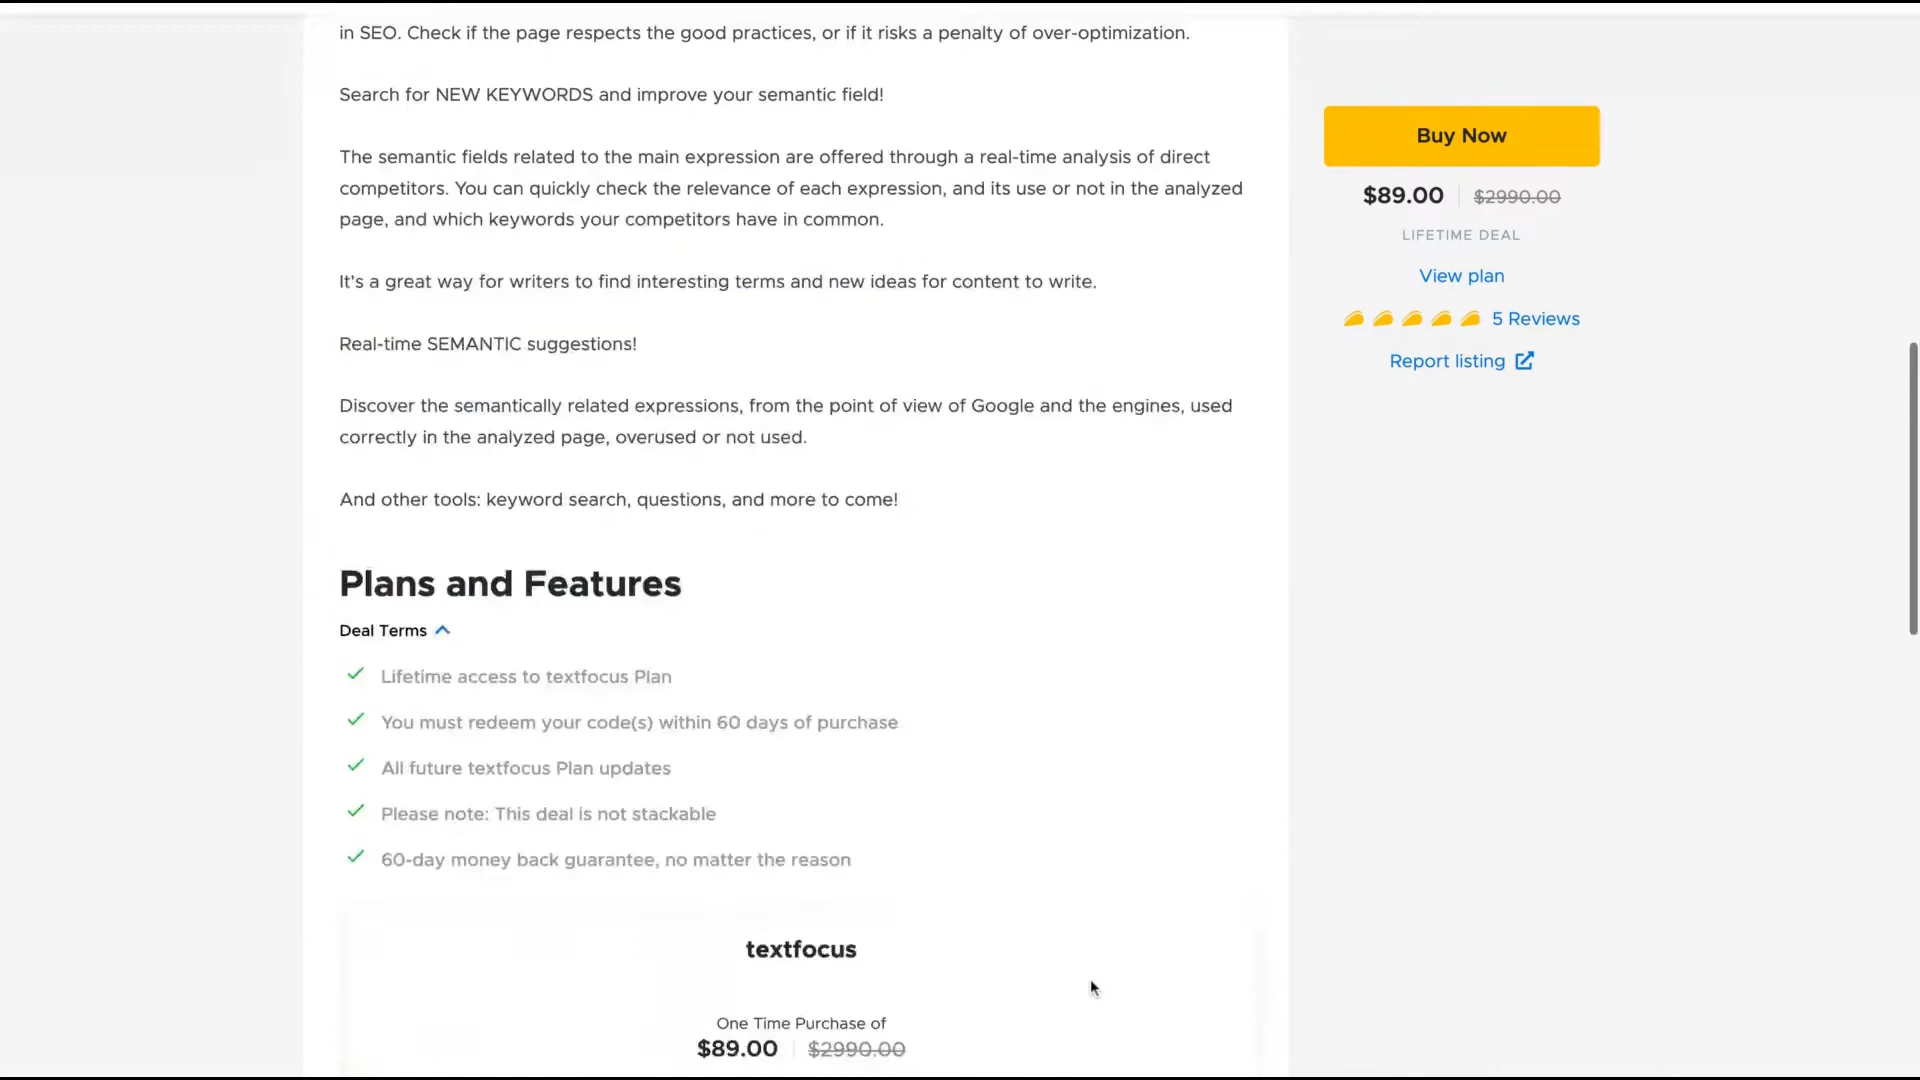 in SEO. Check if the page respects the good practices, or if it risks a penalty of over-optimization.
Search for NEW KEYWORDS and improve your semantic field!
The semantic fields related to the main expression are offered through a real-time analysis of direct
competitors. You can quickly check the relevance of each expression, and its use or not in the analyzed
page, and which keywords your competitors have in common.
It's a great way for writers to find interesting terms and new ideas for content to write.
Real-time SEMANTIC suggestions!
Discover the semantically related expressions, from the point of view of Google and the engines, used
correctly in the analyzed page, overused or not used.
And other tools: keyword search, questions, and more to come!
Plans and Features
Deal Terms
Lifetime access to textfocus Plan
You must redeem your code(s) within 60 days of purchase
All future textfocus Plan updates
Please note: This deal is not stackable
60-day money back guarantee, no matter the reason
textfocus
One Time Purchase of
$89.00 $2990.00
Buy Now
$89.00 $2990.00
LIFETIME DEAL
View plan
5 Reviews
Report listing